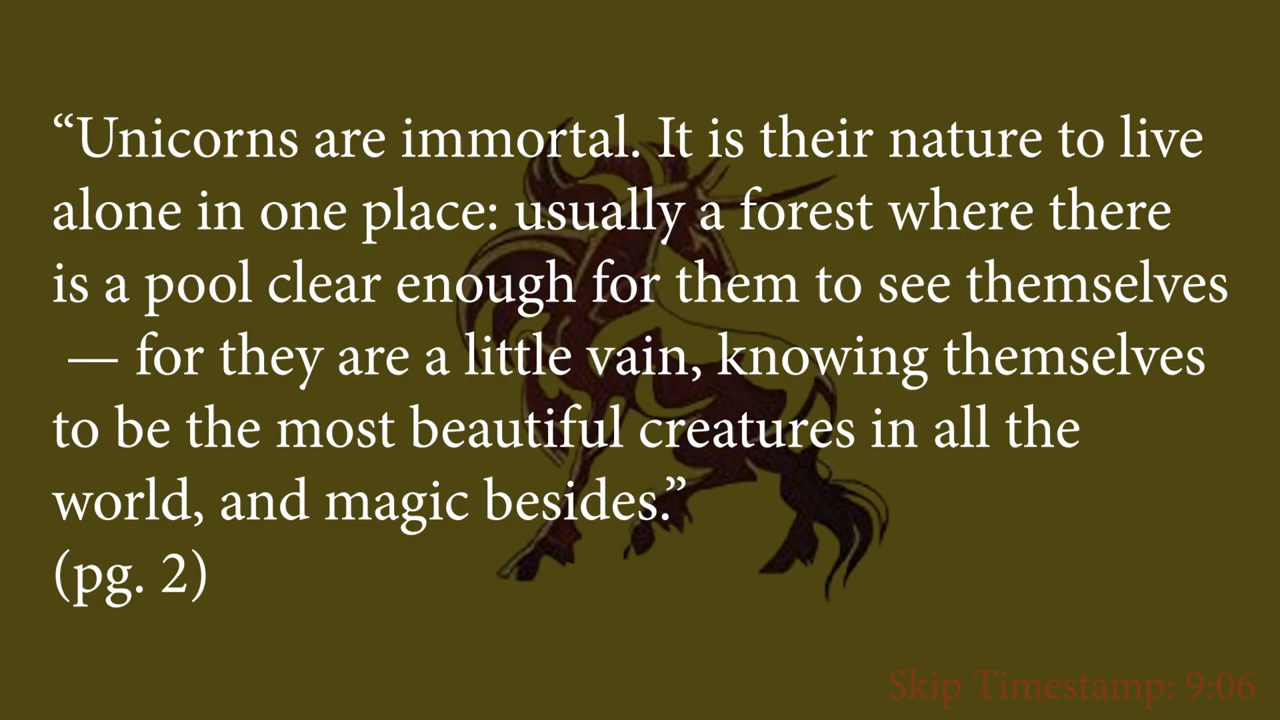 “Unicorns are immortal. It is their nature to live
alone in one place: usually a forest where there
is a pool clear enough for them to see themselves
— for they are a little vain, knowing themselves
to be the most beautiful creatures in all the
world, and magic besides.”
(pg. 2)
Skip Timestamp: 9:06